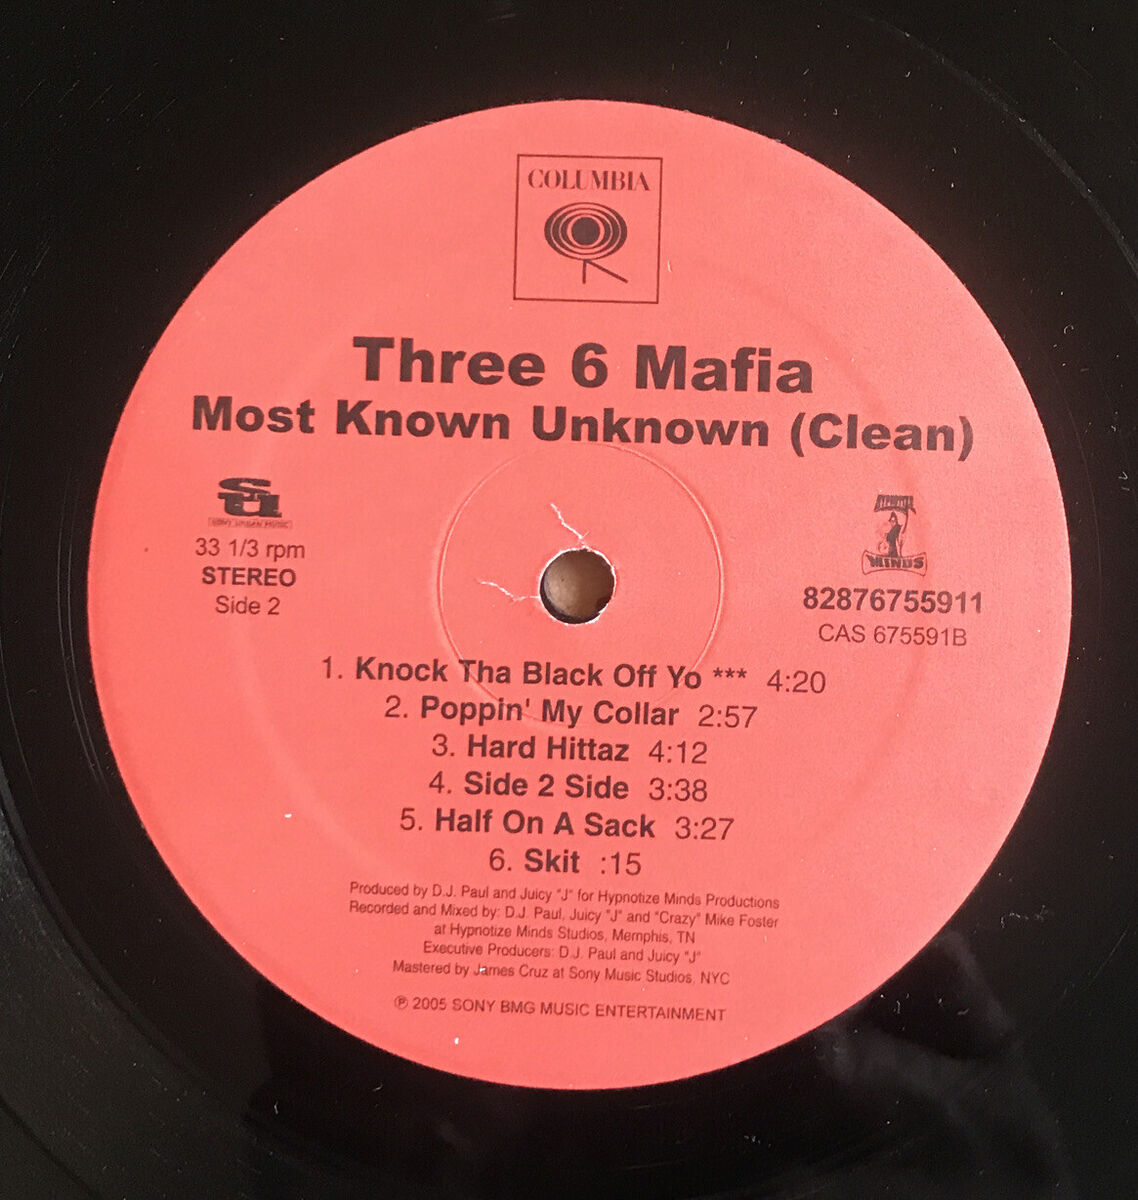 COLUMBIA
Three 6 Mafia
Most Known Unknown (Clean)
SONY URBAN MUSIC
33 1/3 rpm
STEREO
Side 2
MINDS
82876755911
CAS 675591B
1. Knock Tha Black Off Yo *** 4:20
2. Poppin' My Collar 2:57
3. Hard Hittaz 4:12
4. Side 2 Side 3:38
5. Half On A Sack 3:27
6. Skit :15
Produced by D.J. Paul and Juicy "J" for Hypnotize Minds Productions
Recorded and Mixed by: D.J. Paul, Juicy "J" and "Crazy" Mike Foster
at Hypnotize Minds Studios, Memphis, TN
Executive Producers: D.J. Paul and Juicy "J"
Mastered by James Cruz at Sony Music Studios, NYC
℗ 2005 SONY BMG MUSIC ENTERTAINMENT